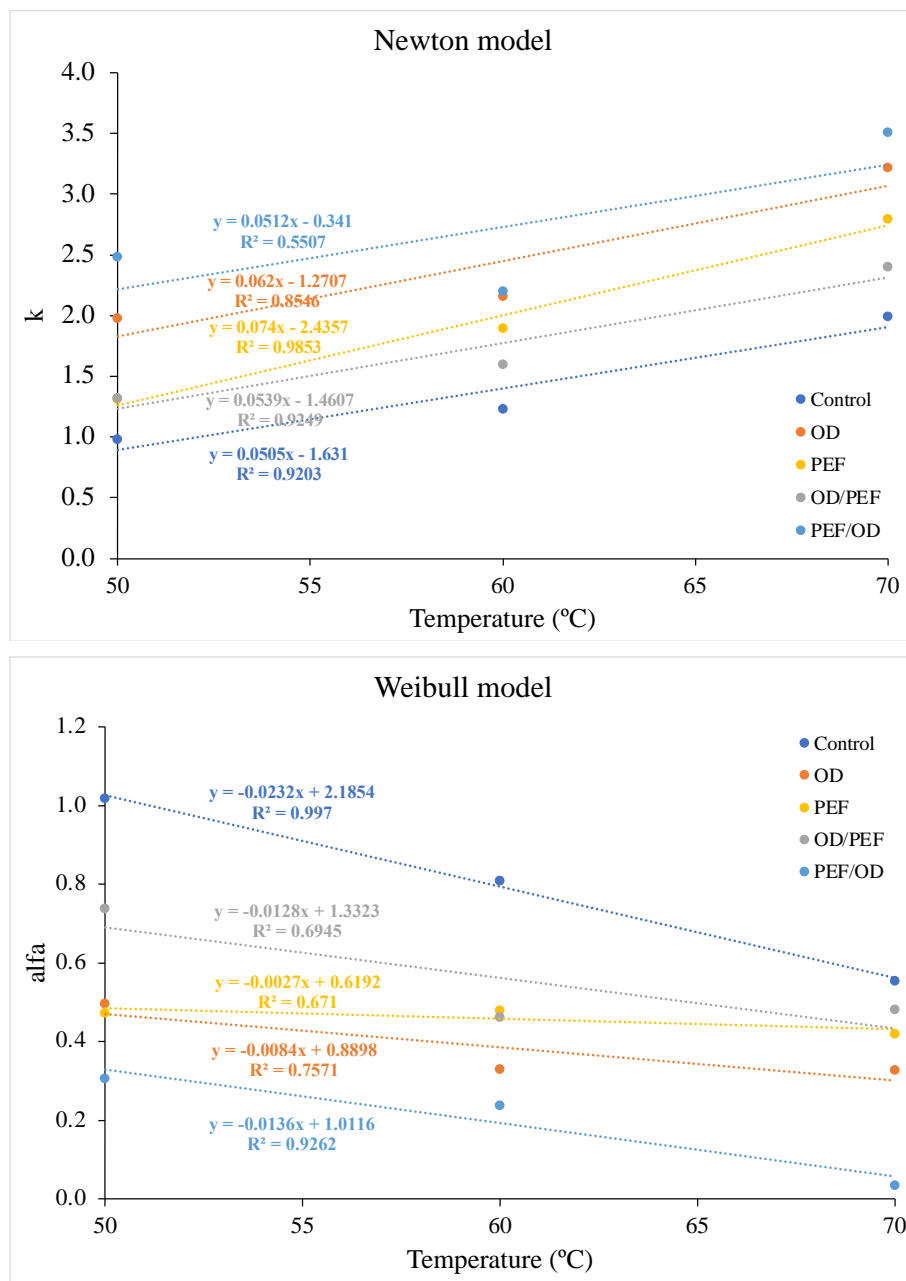 Newton model
4.0
3.5
3.0
2.5
2.0
1.5
1.0
0.5
0.0
k
y = 0.0512x - 0.341
R² = 0.5507
y = 0.062x - 1.2707
R² = 0.8546
y = 0.074x - 2.4357
R² = 0.9853
y = 0.0539x - 1.4607
R² = 0.9249
y = 0.0505x - 1.631
R² = 0.9203
Control
OD
PEF
OD/PEF
PEF/OD
50 55 60 65 70
Temperature (ºC)
Weibull model
1.2
1.0
0.8
0.6
0.4
0.2
0.0
alfa
y = -0.0232x + 2.1854
R² = 0.997
y = -0.0128x + 1.3323
R² = 0.6945
y = -0.0027x + 0.6192
R² = 0.671
y = -0.0084x + 0.8898
R² = 0.7571
y = -0.0136x + 1.0116
R² = 0.9262
Control
OD
PEF
OD/PEF
PEF/OD
50 55 60 65 70
Temperature (ºC)